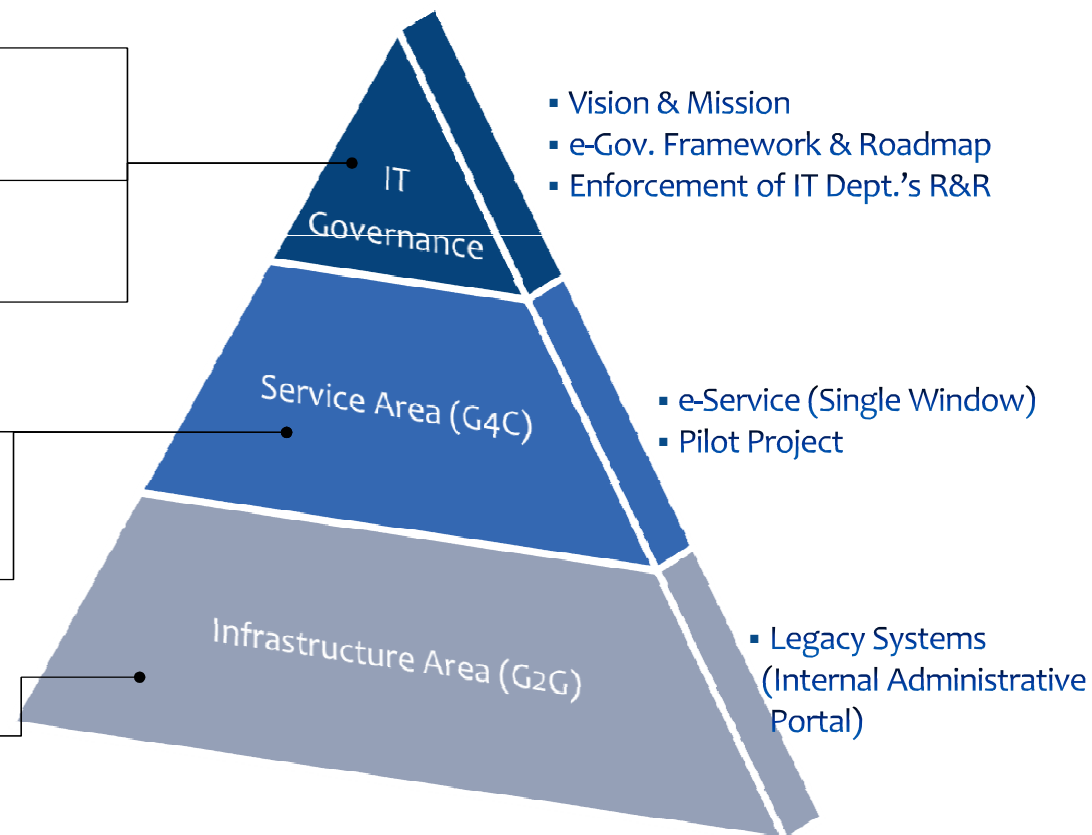 ▪ Vision & Mission
▪ e-Gov. Framework & Roadmap
▪ Enforcement of IT Dept.’s R&R
IT
Governance
Service Area (G4C)
▪ e-Service (Single Window)
▪ Pilot Project
Infrastructure Area (G2G)
▪ Legacy Systems
(Internal Administrative
Portal)